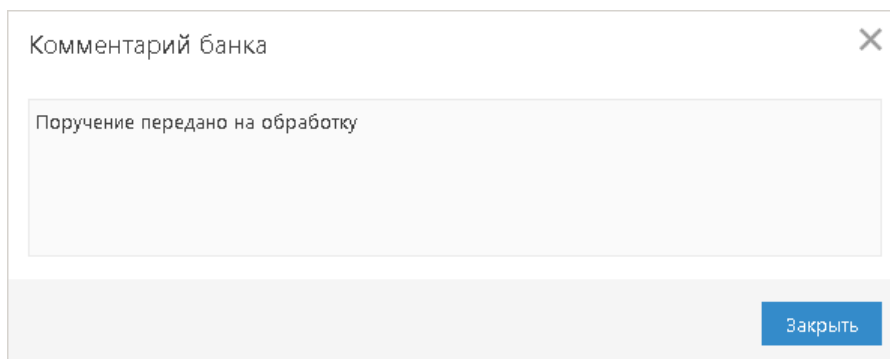 Комментарий банка
Поручение передано на обработку
Закрыть